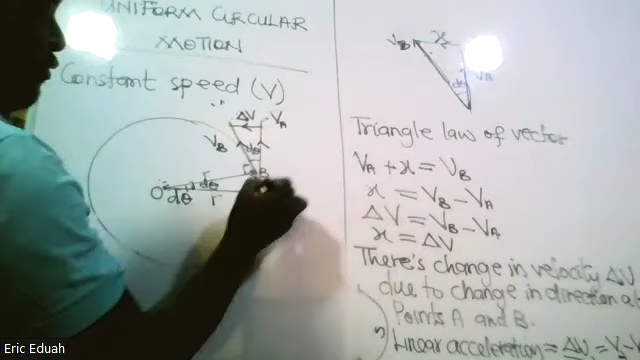 UNIFORM CIRCULAR
MOTION
Constant speed (V)
ΔV
VA
VB
dθ
B
r
O
dθ
dθ
r
VB
x
VA
dθ
Triangle law of vector
VA + x = VB
x = VB - VA
ΔV = VB - VA
x = ΔV
There's change in velocity ΔV
due to change in direction at
Points A and B.
Linear acceleration = ΔV = V-
Eric Eduah